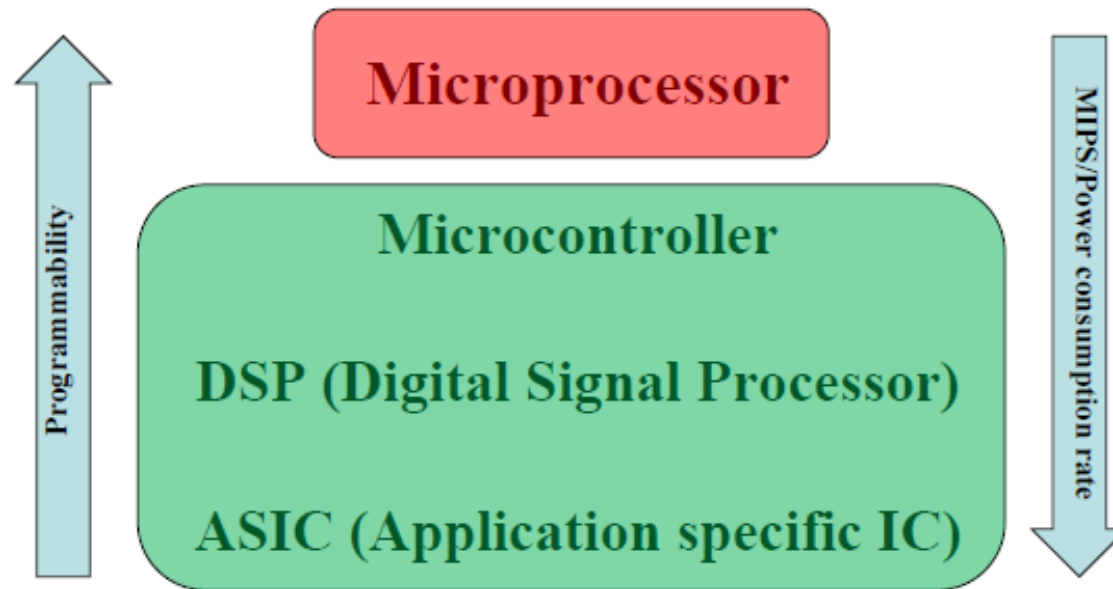 Microprocessor
Programmability
MIPS/Power consumption rate
Microcontroller
DSP (Digital Signal Processor)
ASIC (Application specific IC)